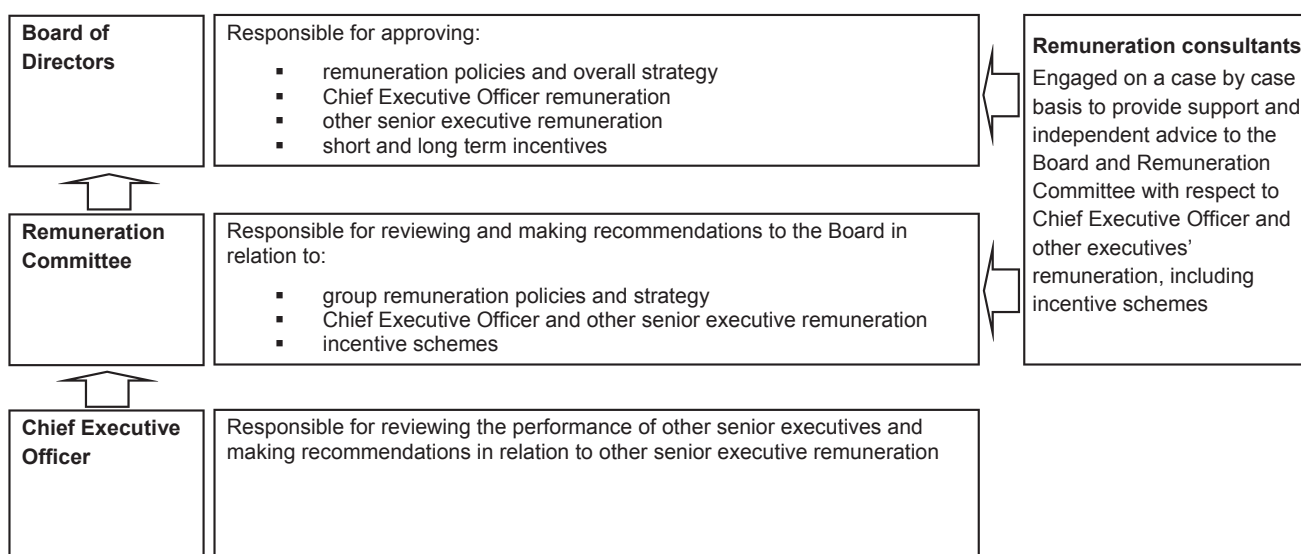 Board of
Directors
Responsible for approving:
▪ remuneration policies and overall strategy
▪ Chief Executive Officer remuneration
▪ other senior executive remuneration
▪ short and long term incentives
Remuneration consultants
Engaged on a case by case
basis to provide support and
independent advice to the
Board and Remuneration
Committee with respect to
Chief Executive Officer and
other executives’
remuneration, including
incentive schemes
Remuneration
Committee
Responsible for reviewing and making recommendations to the Board in
relation to:
▪ group remuneration policies and strategy
▪ Chief Executive Officer and other senior executive remuneration
▪ incentive schemes
Chief Executive
Officer
Responsible for reviewing the performance of other senior executives and
making recommendations in relation to other senior executive remuneration